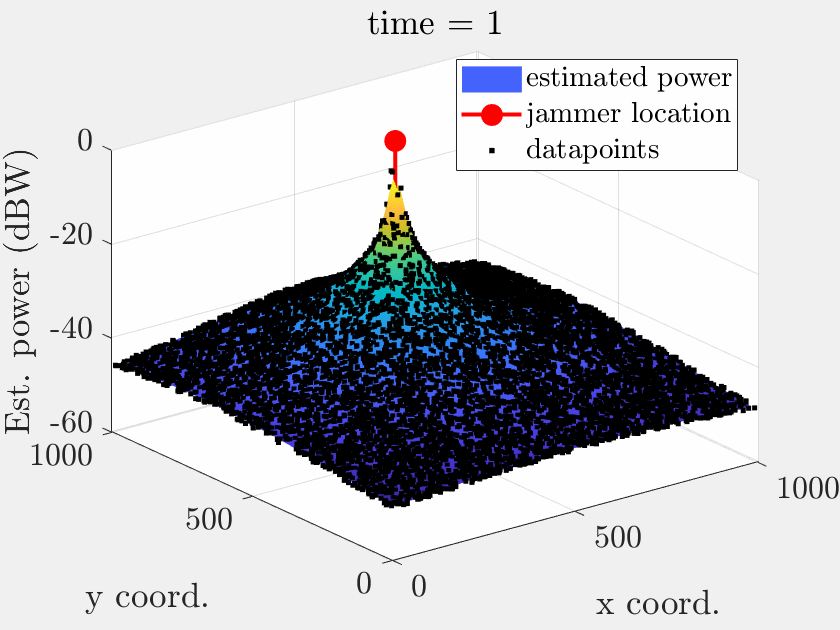 time = 1
estimated power
jammer location
datapoints
Est. power (dBW)
0
-20
-40
-60
1000
500
0
0
500
1000
y coord.
x coord.